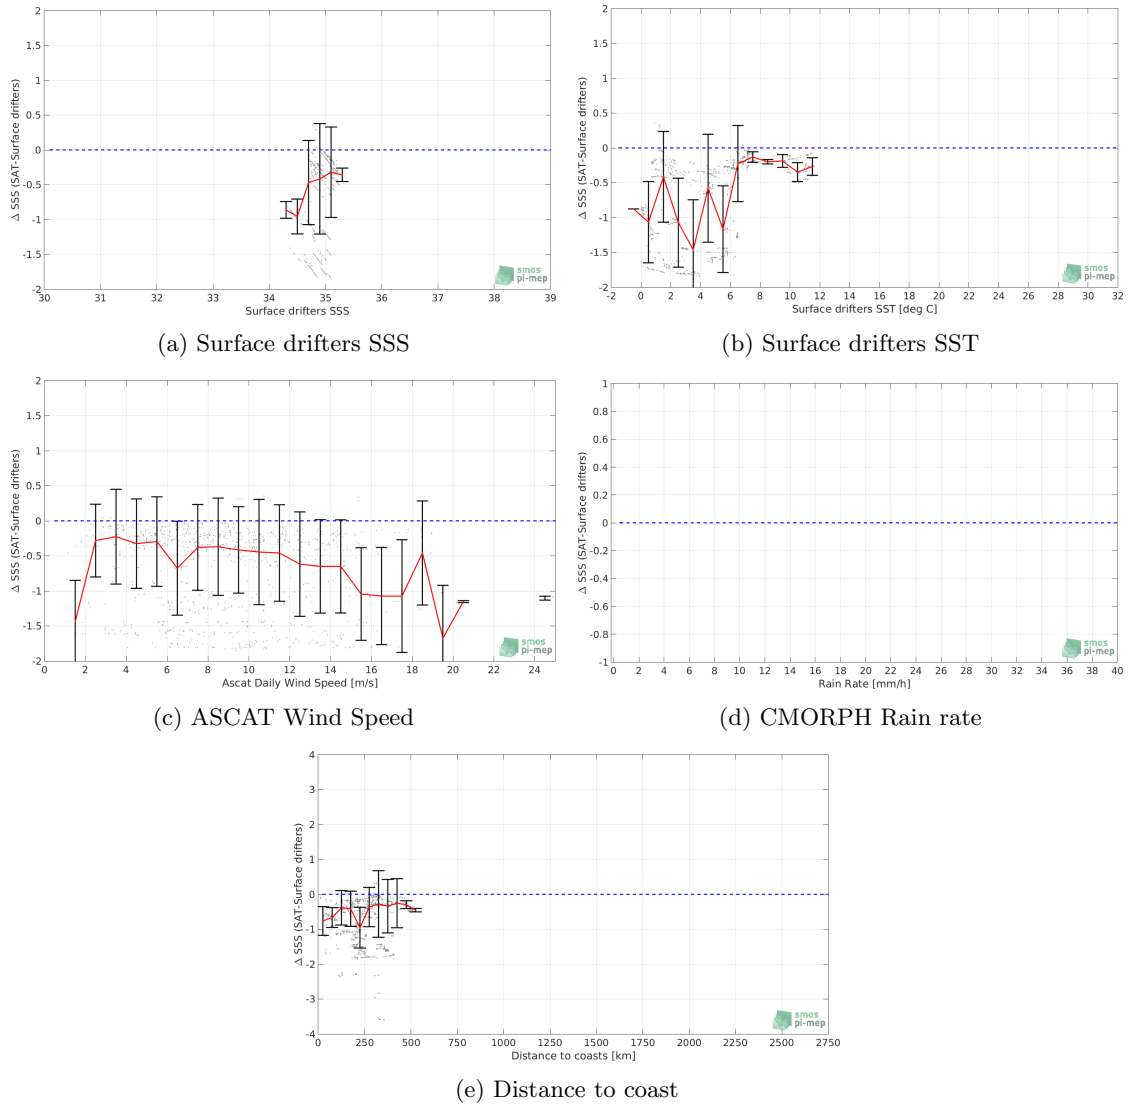 2
1.5
1
0.5
0
-0.5
-1
-1.5
-2
Δ SSS (SAT-Surface drifters)
30 31 32 33 34 35 36 37 38 39
Surface drifters SSS
smos
pi-mep
(a) Surface drifters SSS
2
1.5
1
0.5
0
-0.5
-1
-1.5
-2
Δ SSS (SAT-Surface drifters)
-2 0 2 4 6 8 10 12 14 16 18 20 22 24 26 28 30 32
Surface drifters SST [deg C]
smos
pi-mep
(b) Surface drifters SST
2
1.5
1
0.5
0
-0.5
-1
-1.5
-2
Δ SSS (SAT-Surface drifters)
0 2 4 6 8 10 12 14 16 18 20 22 24
Ascat Daily Wind Speed [m/s]
smos
pi-mep
(c) ASCAT Wind Speed
1
0.8
0.6
0.4
0.2
0
-0.2
-0.4
-0.6
-0.8
-1
Δ SSS (SAT-Surface drifters)
0 2 4 6 8 10 12 14 16 18 20 22 24 26 28 30 32 34 36 38 40
Rain Rate [mm/h]
smos
pi-mep
(d) CMORPH Rain rate
4
3
2
1
0
-1
-2
-3
-4
Δ SSS (SAT-Surface drifters)
0 250 500 750 1000 1250 1500 1750 2000 2250 2500 2750
Distance to coasts [km]
smos
pi-mep
(e) Distance to coast